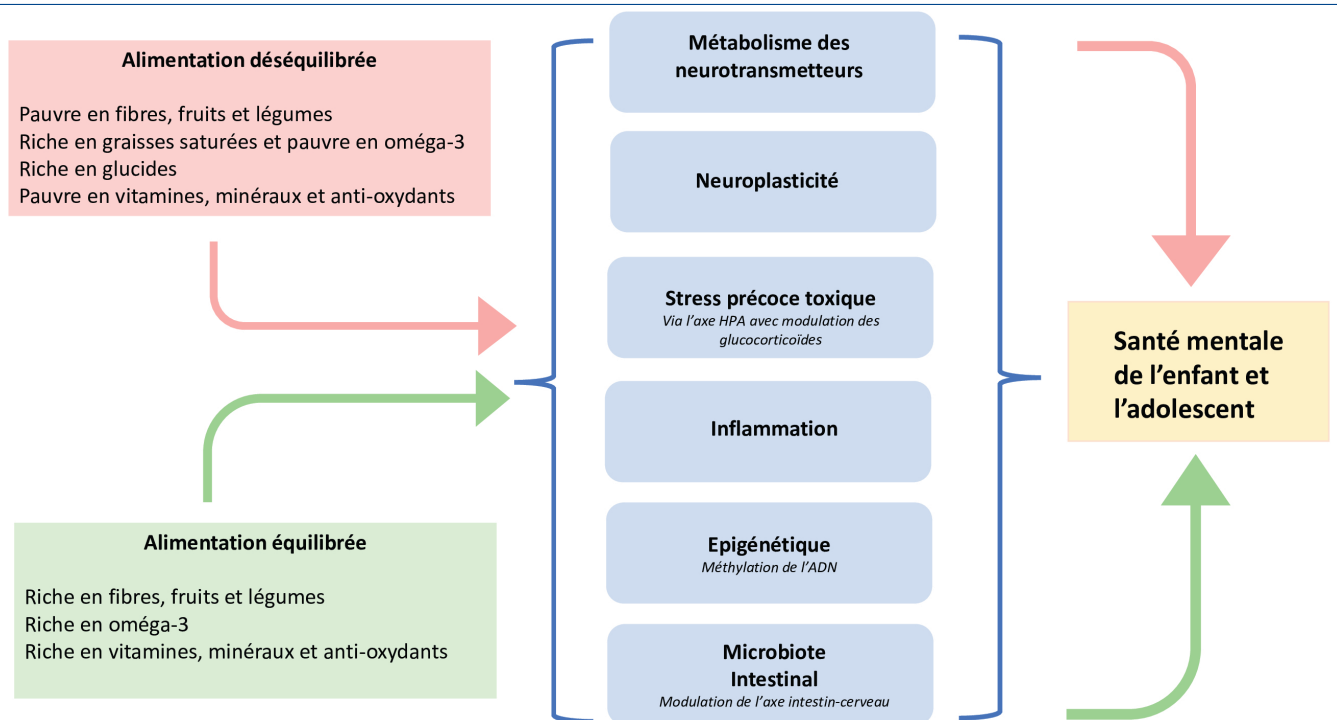 Alimentation déséquilibrée
Pauvre en fibres, fruits et légumes
Riche en graisses saturées et pauvre en oméga-3
Riche en glucides
Pauvre en vitamines, minéraux et anti-oxydants
Alimentation équilibrée
Riche en fibres, fruits et légumes
Riche en oméga-3
Riche en vitamines, minéraux et anti-oxydants
Métabolisme des
neurotransmetteurs
Neuroplasticité
Stress précoce toxique
Via l'axe HPA avec modulation des
glucocorticoïdes
Inflammation
Epigénétique
Méthylation de l'ADN
Microbiote
Intestinal
Modulation de l'axe intestin-cerveau
Santé mentale
de l'enfant et
l'adolescent